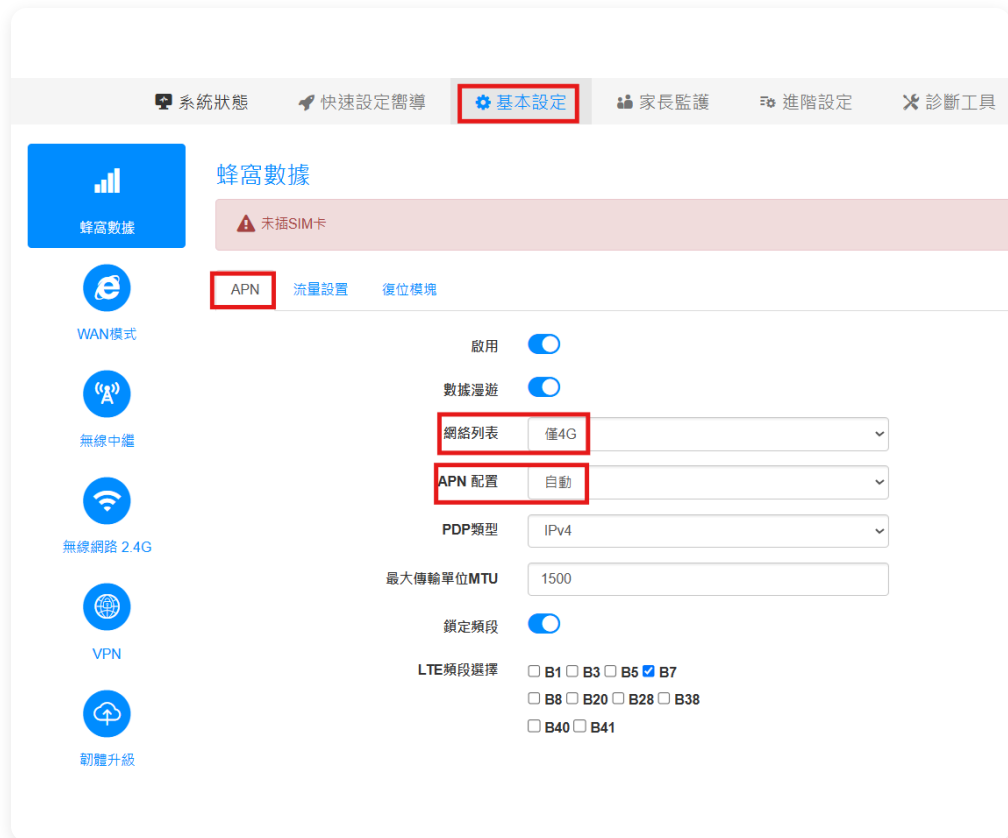 系統狀態 快速設定嚮導 基本設定 家長監護 進階設定 診斷工具
蜂窩數據
WAN模式
無線中繼
無線網路 2.4G
VPN
韌體升級
蜂窩數據
未插SIM卡
APN 流量設置 復位模塊
啟用
數據漫遊
網絡列表 僅4G
APN 配置 自動
PDP類型 IPv4
最大傳輸單位MTU 1500
鎖定頻段
LTE頻段選擇 B1 B3 B5 B7
B8 B20 B28 B38
B40 B41